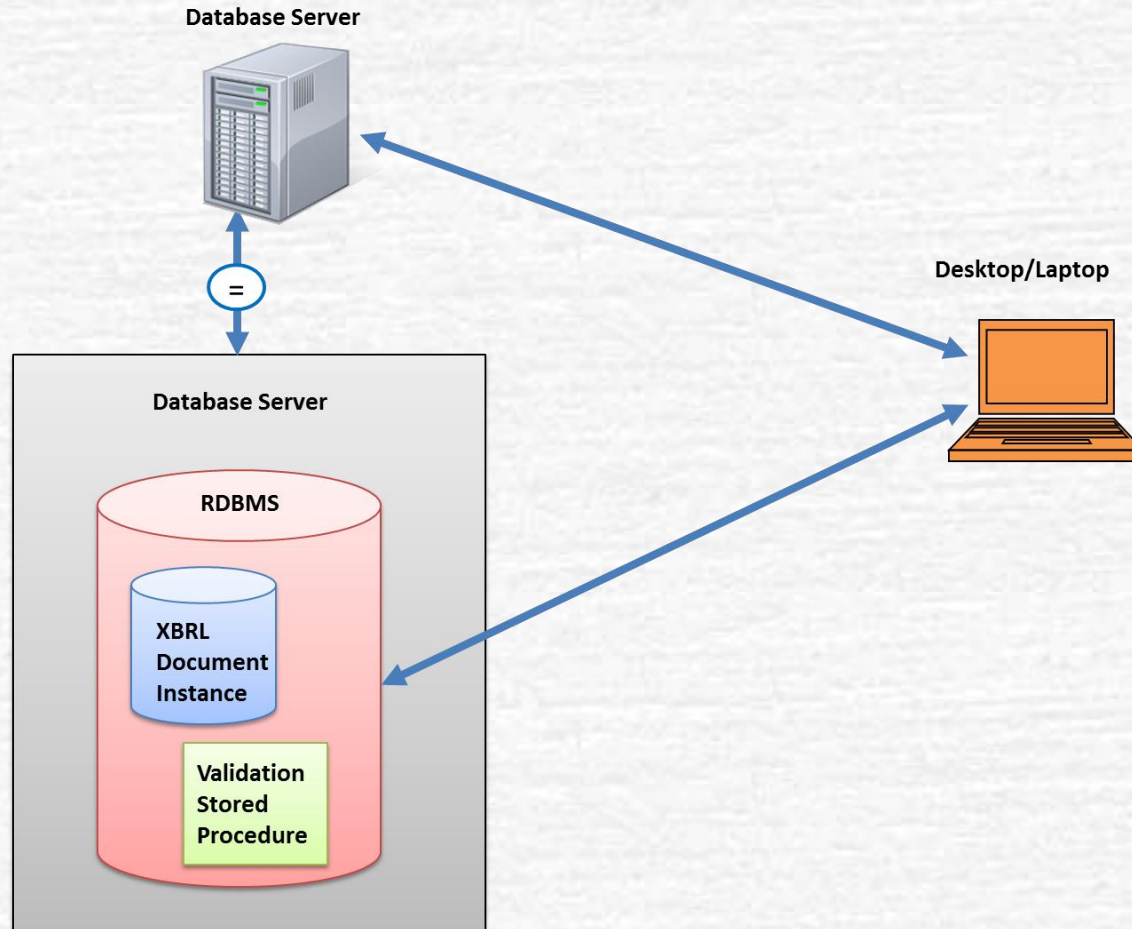 Database Server
=
Desktop/Laptop
Database Server
RDBMS
XBRL
Document
Instance
Validation
Stored
Procedure